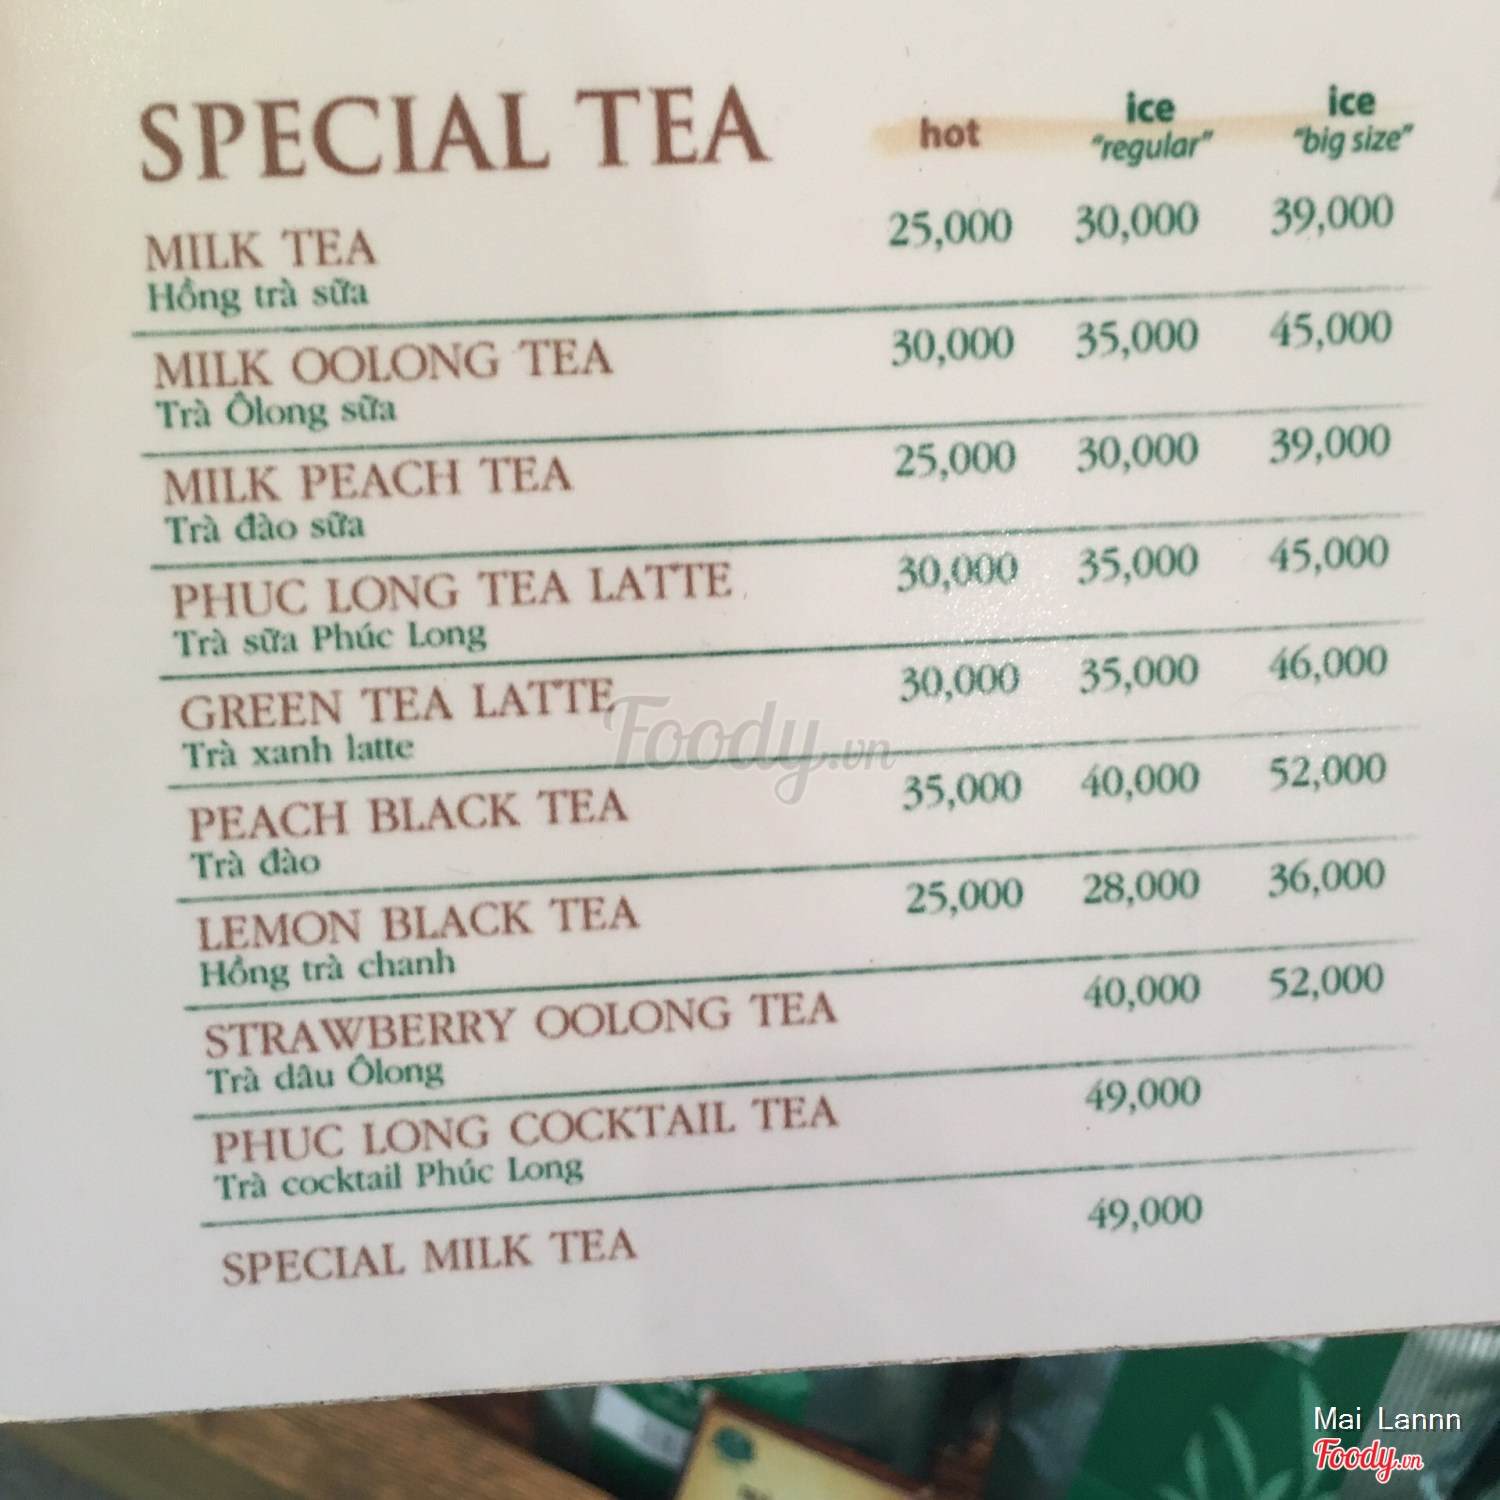 SPECIAL TEA
hot
ice
"regular"
ice
"big size"
MILK TEA 25,000 30,000 39,000
Hồng trà sữa
MILK OOLONG TEA 30,000 35,000 45,000
Trà Ôlong sữa
MILK PEACH TEA 25,000 30,000 39,000
Trà đào sữa
PHUC LONG TEA LATTE 30,000 35,000 45,000
Trà sữa Phúc Long
GREEN TEA LATTE 30,000 35,000 46,000
Trà xanh latte
Foody.vn
PEACH BLACK TEA 35,000 40,000 52,000
Trà đào
LEMON BLACK TEA 25,000 28,000 36,000
Hồng trà chanh
STRAWBERRY OOLONG TEA 40,000 52,000
Trà dâu Ôlong
PHUC LONG COCKTAIL TEA 49,000
Trà cocktail Phúc Long
SPECIAL MILK TEA 49,000
Mai Lannn
Foody.vn